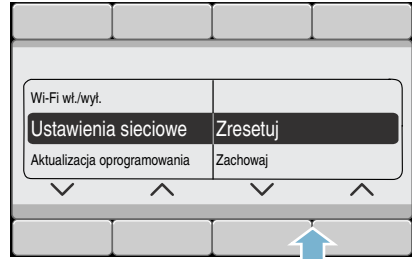 Wi-Fi wł./wył.
Ustawienia sieciowe Zresetuj
Aktualizacja oprogramowania Zachowaj